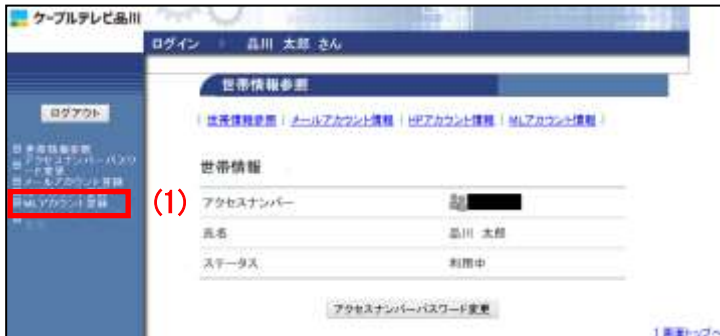 ケーブルテレビ品川
ログイン 品川 太郎 さん
世帯情報参照
ログアウト
| 世帯情報参照 | メールアカウント情報 | HPアカウント情報 | MLアカウント情報 |
世帯情報参照
アクセスナンバーパスワ
ード変更
メールアカウント登録
MLアカウント登録
(1)
世帯情報
アクセスナンバー
氏名 品川 太郎
ステータス 利用中
アクセスナンバーパスワード変更
| 画面トップへ